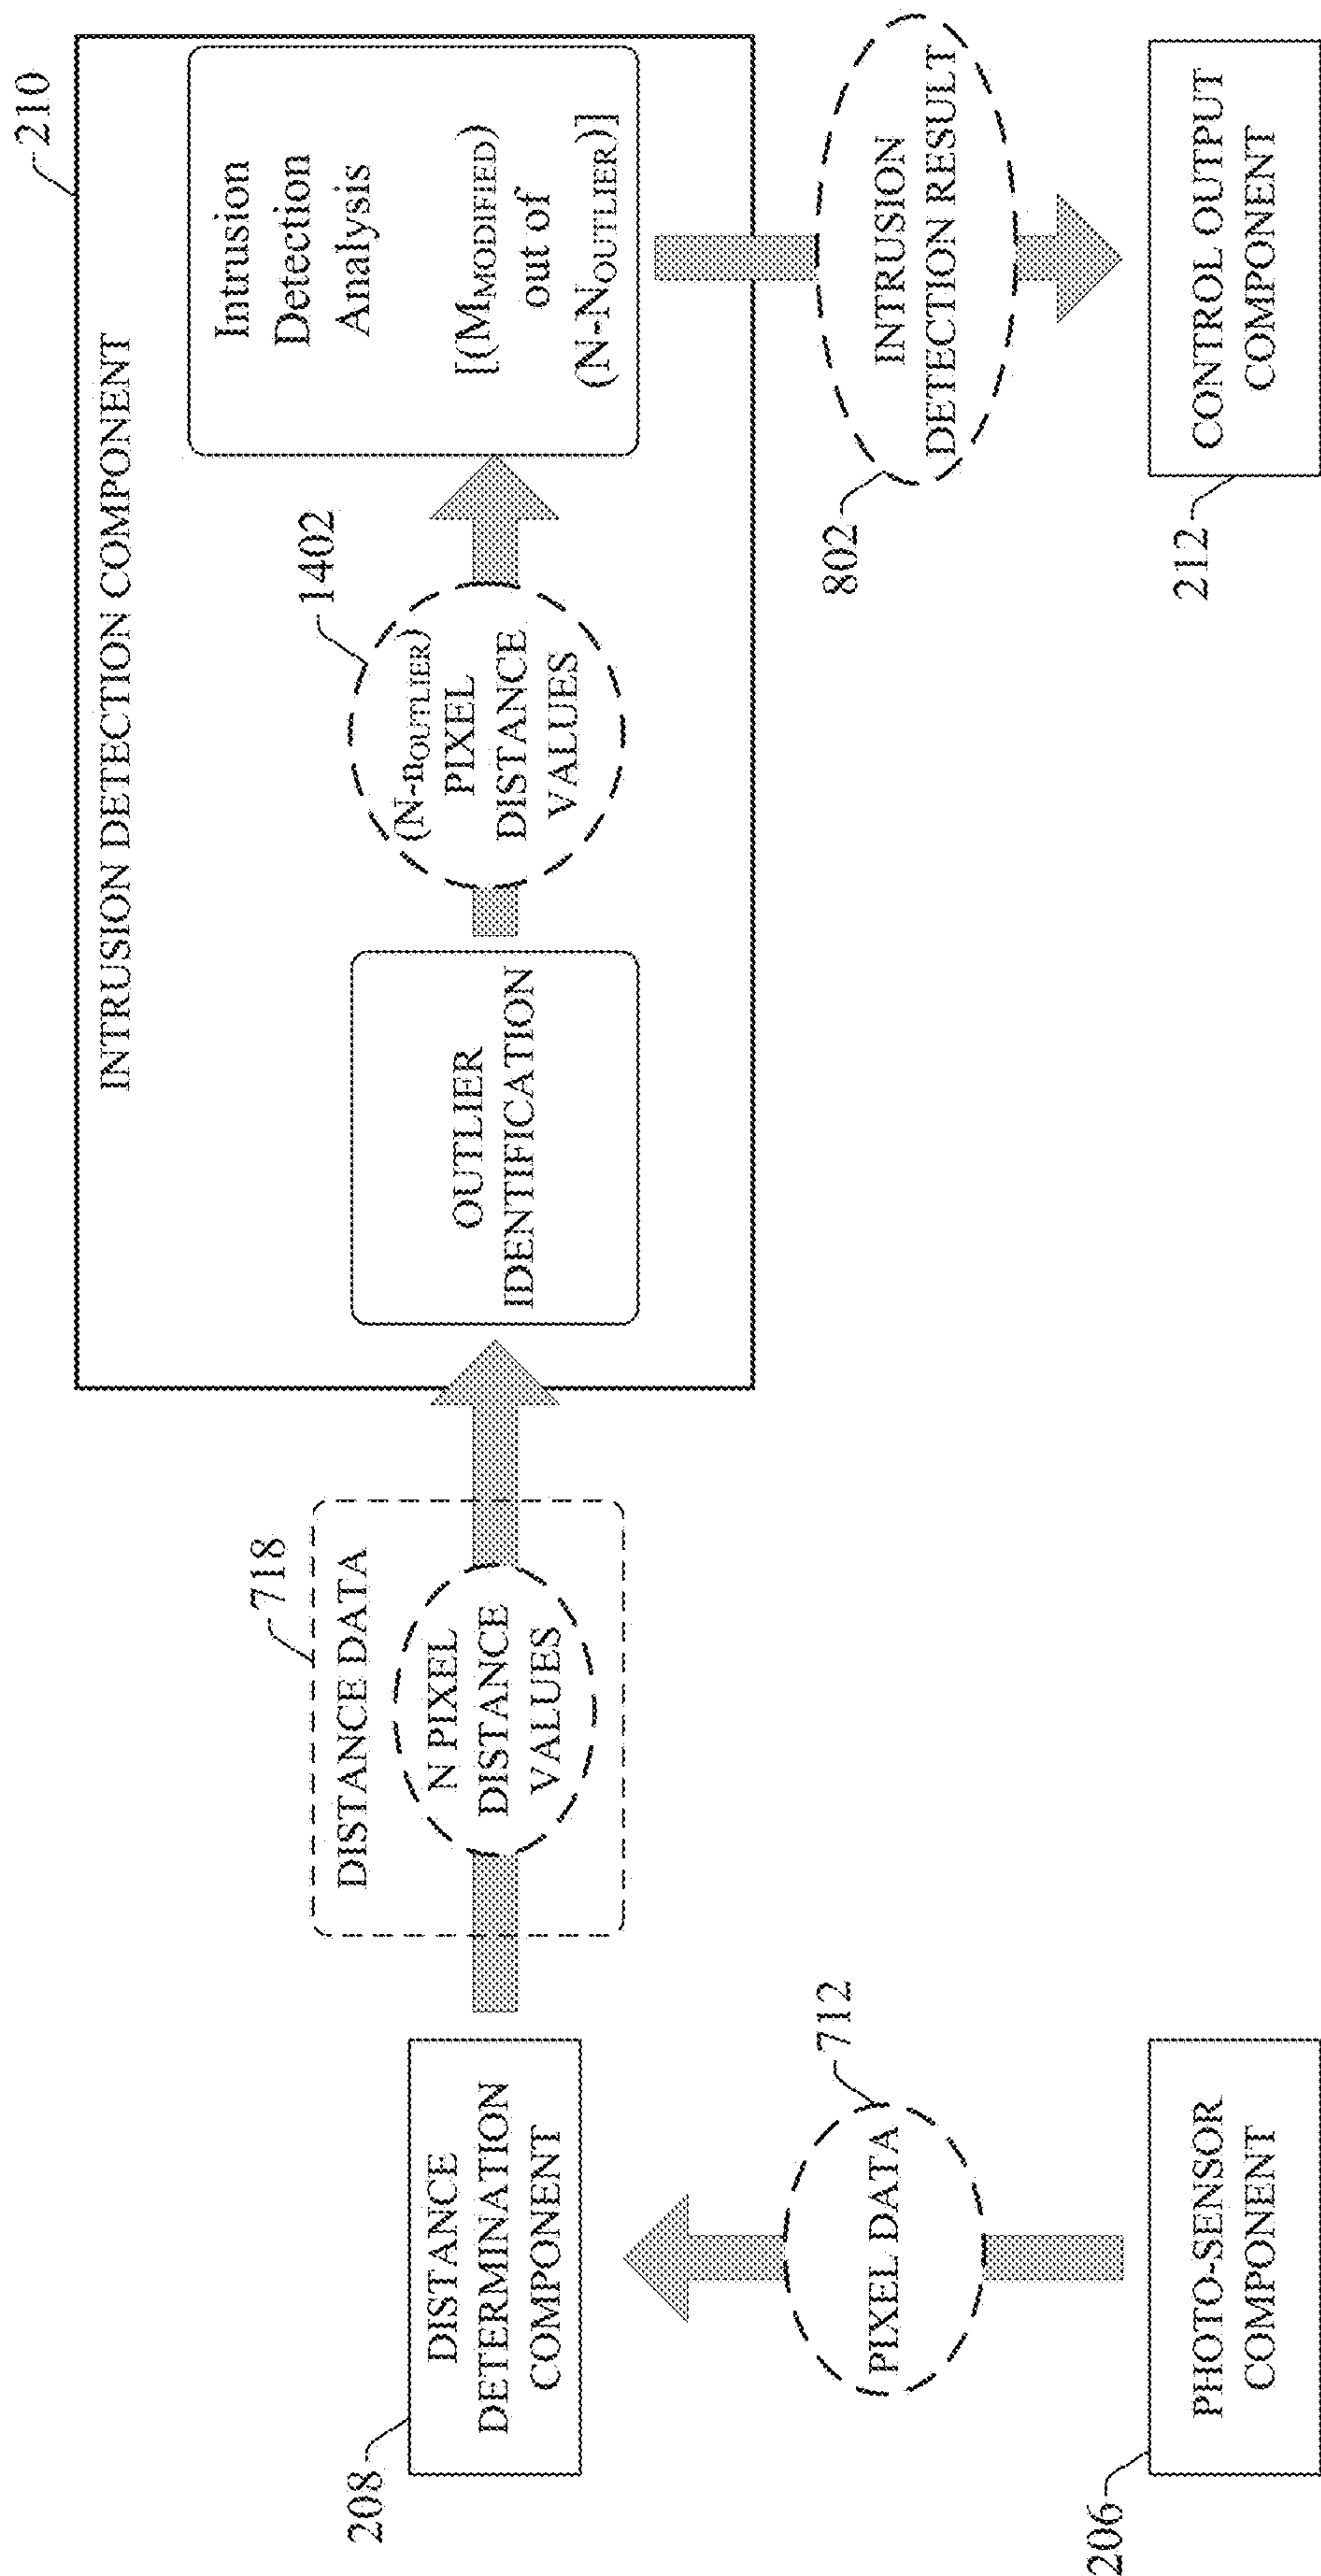 INTRUSION DETECTION COMPONENT
210
DISTANCE
DETERMINATION
COMPONENT
208
DISTANCE DATA
718
N PIXEL
DISTANCE
VALUES
OUTLIER
IDENTIFICATION
(N-nOUTLIER)
PIXEL
DISTANCE
VALUES
1402
Intrusion
Detection
Analysis
[(MMODIFIED)
out of
(N-NOUTLIER)]
PIXEL DATA
712
INTRUSION
DETECTION RESULT
802
PHOTO-SENSOR
COMPONENT
206
CONTROL OUTPUT
COMPONENT
212